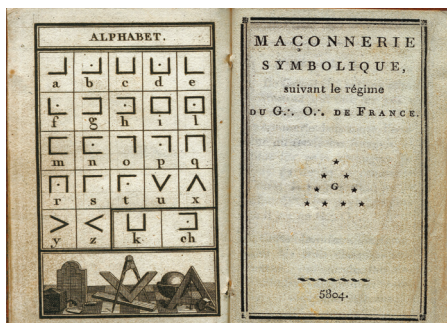 ALPHABET.
a b c d e
f g h i l
m n o p q
r s t u x
y z k ch
MAÇONNERIE
SYMBOLIQUE,
suivant le régime
DU G∴ O∴ DE FRANCE.
G
5804.